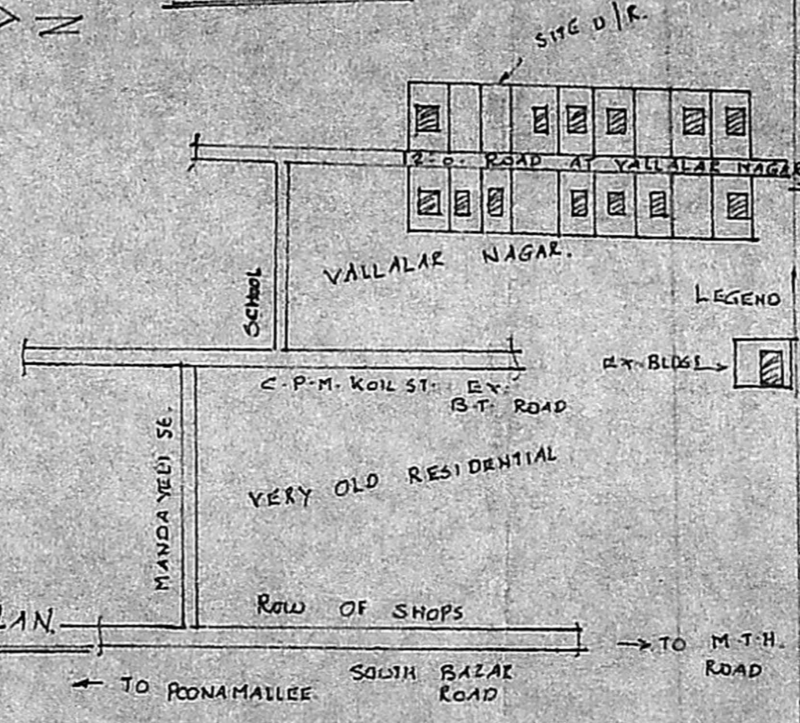 N
SITE U/R.
12-0. ROAD AT VALLALAR NAGAR
VALLALAR NAGAR.
SCHOOL
LEGEND
EX. BLDG
C.P.M. KOIL ST. EX.
B.T. ROAD
VERY OLD RESIDENTIAL
MANDAVELI ST.
ROW OF SHOPS
LAN.
TO M.T.H.
ROAD
SOUTH BAZAR
ROAD
TO POONAMALLEE